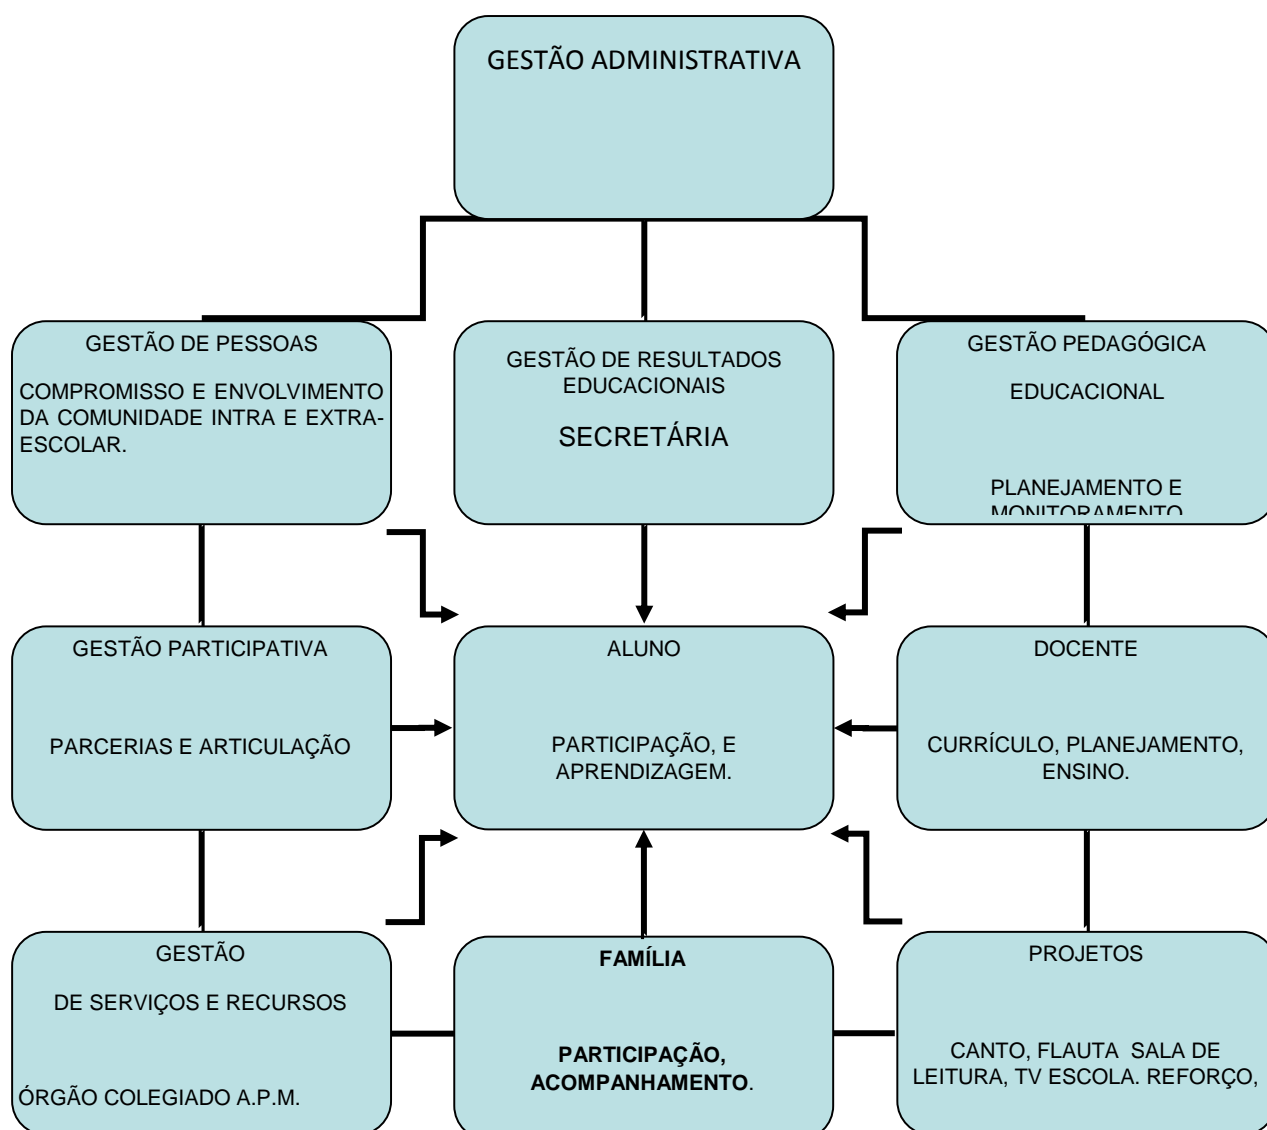 GESTÃO ADMINISTRATIVA
GESTÃO DE PESSOAS
COMPROMISSO E ENVOLVIMENTO
DA COMUNIDADE INTRA E EXTRA-
ESCOLAR.
GESTÃO DE RESULTADOS
EDUCACIONAIS
SECRETÁRIA
GESTÃO PEDAGÓGICA
EDUCACIONAL
PLANEJAMENTO E
MONITORAMENTO
GESTÃO PARTICIPATIVA
PARCERIAS E ARTICULAÇÃO
ALUNO
PARTICIPAÇÃO, E
APRENDIZAGEM.
DOCENTE
CURRÍCULO, PLANEJAMENTO,
ENSINO.
GESTÃO
DE SERVIÇOS E RECURSOS
ÓRGÃO COLEGIADO A.P.M.
FAMÍLIA
PARTICIPAÇÃO,
ACOMPANHAMENTO.
PROJETOS
CANTO, FLAUTA SALA DE
LEITURA, TV ESCOLA. REFORÇO,